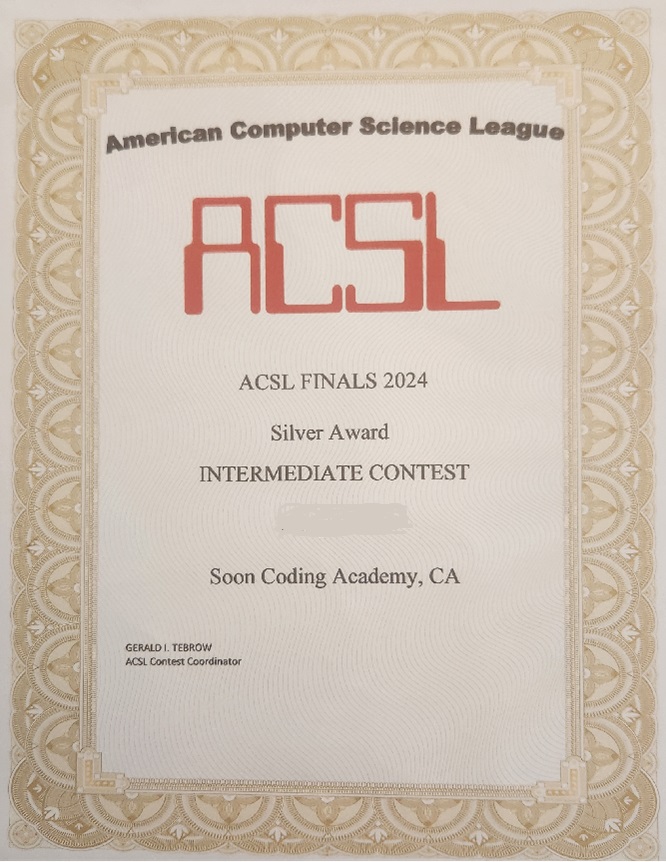 American Computer Science League
ACSL
ACSL FINALS 2024
Silver Award
INTERMEDIATE CONTEST
Soon Coding Academy, CA
GERALD I. TEBROW
ACSL Contest Coordinator